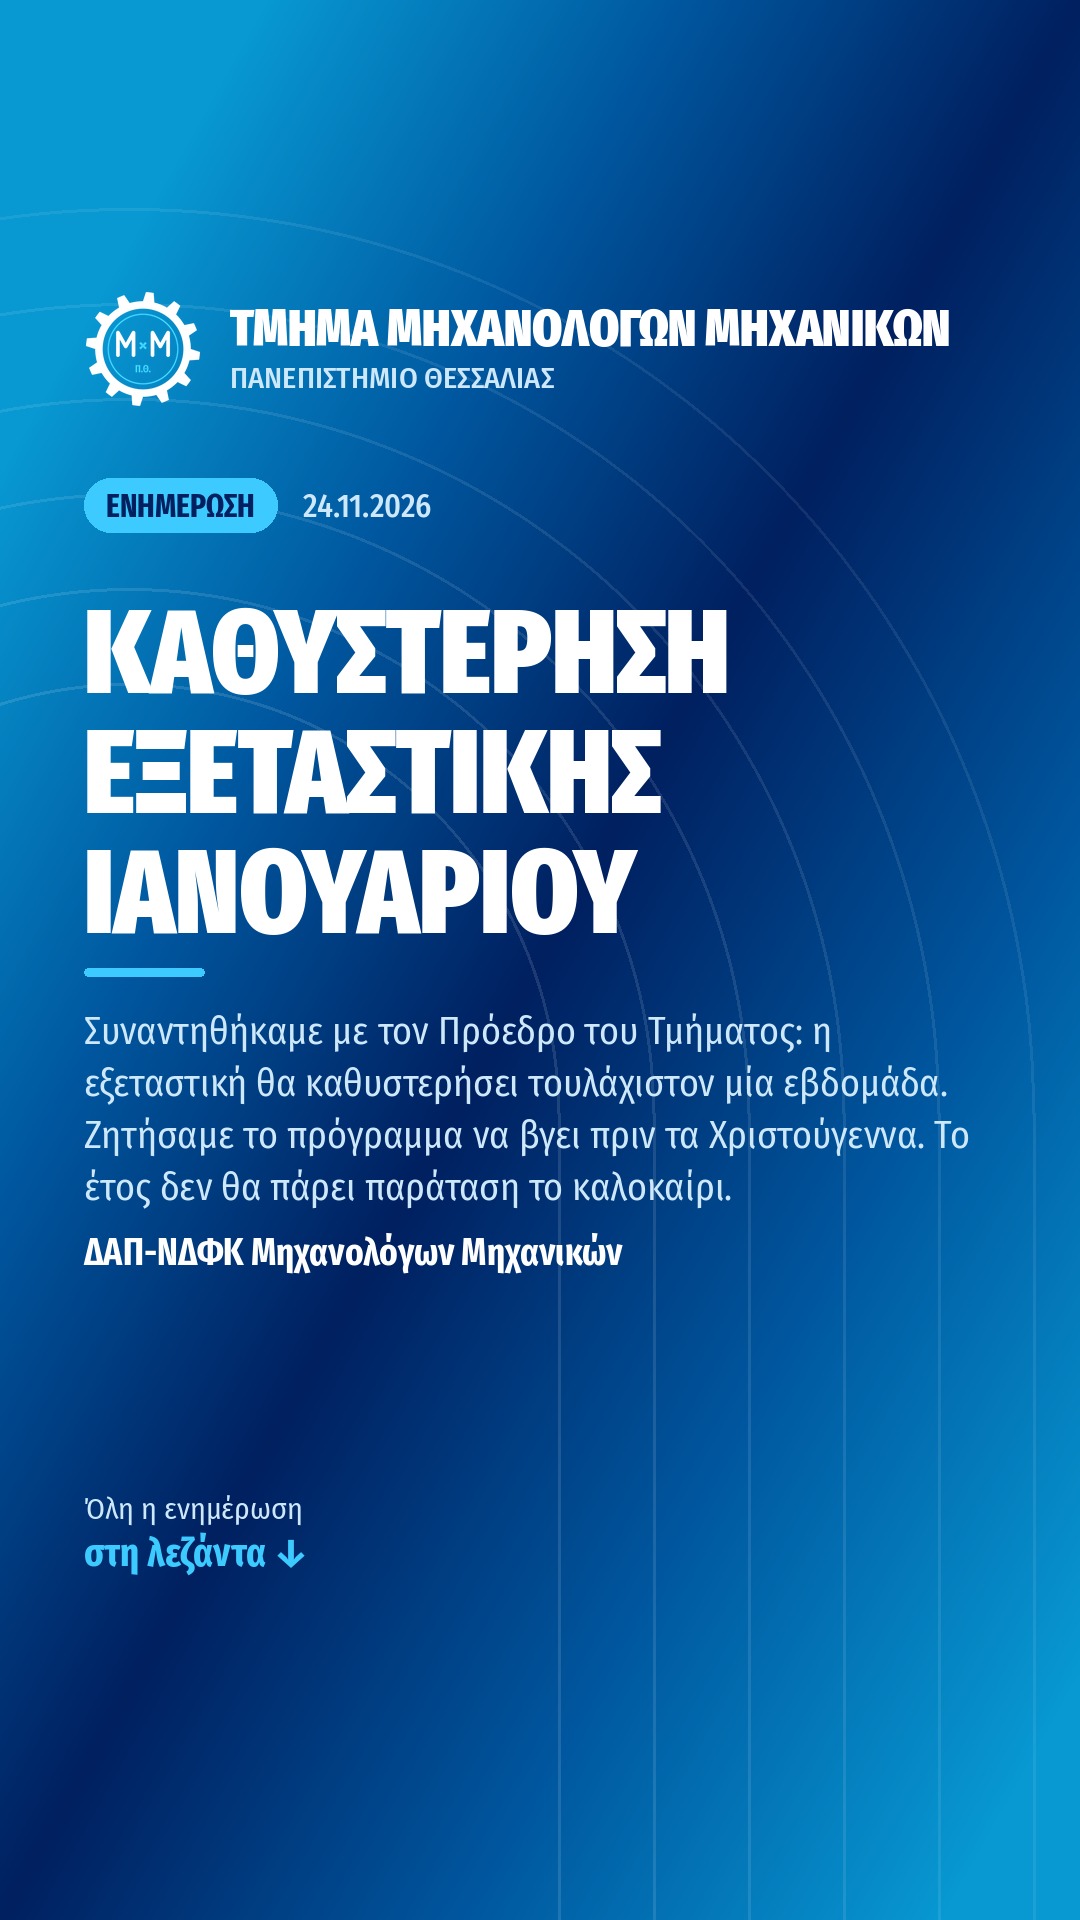 M×M
Π.Θ.
ΤΜΗΜΑ ΜΗΧΑΝΟΛΟΓΩΝ ΜΗΧΑΝΙΚΩΝ
ΠΑΝΕΠΙΣΤΗΜΙΟ ΘΕΣΣΑΛΙΑΣ
ΕΝΗΜΕΡΩΣΗ 24.11.2026
ΚΑΘΥΣΤΕΡΗΣΗ
ΕΞΕΤΑΣΤΙΚΗΣ
ΙΑΝΟΥΑΡΙΟΥ
Συναντηθήκαμε με τον Πρόεδρο του Τμήματος: η
εξεταστική θα καθυστερήσει τουλάχιστον μία εβδομάδα.
Ζητήσαμε το πρόγραμμα να βγει πριν τα Χριστούγεννα. Το
έτος δεν θα πάρει παράταση το καλοκαίρι.
ΔΑΠ-ΝΔΦΚ Μηχανολόγων Μηχανικών
Όλη η ενημέρωση
στη λεζάντα ↓